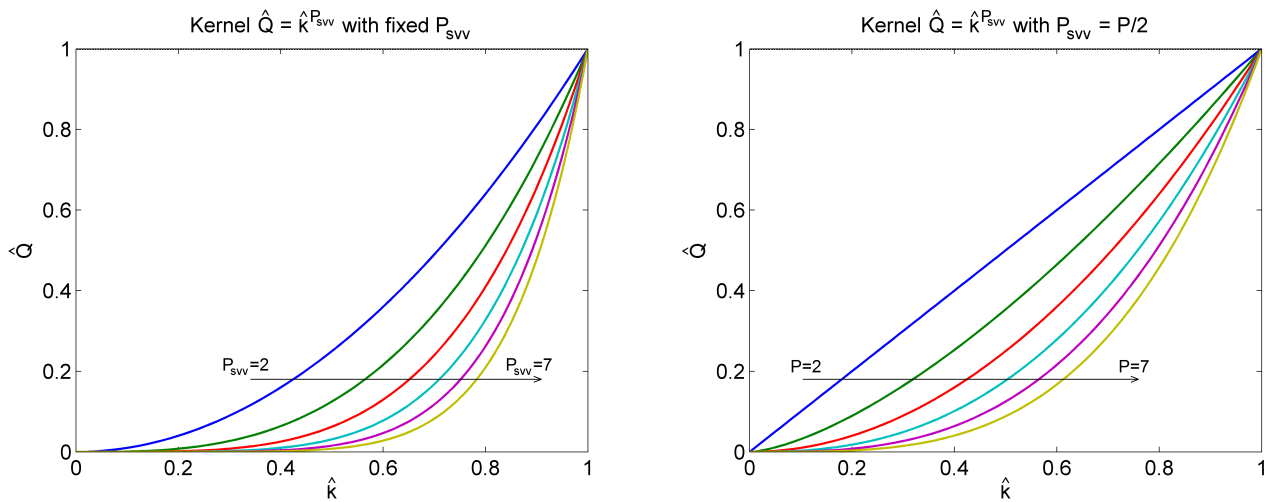 Kernel Q̂ = k̂^Psvv with fixed Psvv
1
0.8
0.6
0.4
0.2
0
Q̂
Psvv=2
Psvv=7
0 0.2 0.4 0.6 0.8 1
k̂
Kernel Q̂ = k̂^Psvv with Psvv = P/2
1
0.8
0.6
0.4
0.2
0
Q̂
P=2
P=7
0 0.2 0.4 0.6 0.8 1
k̂